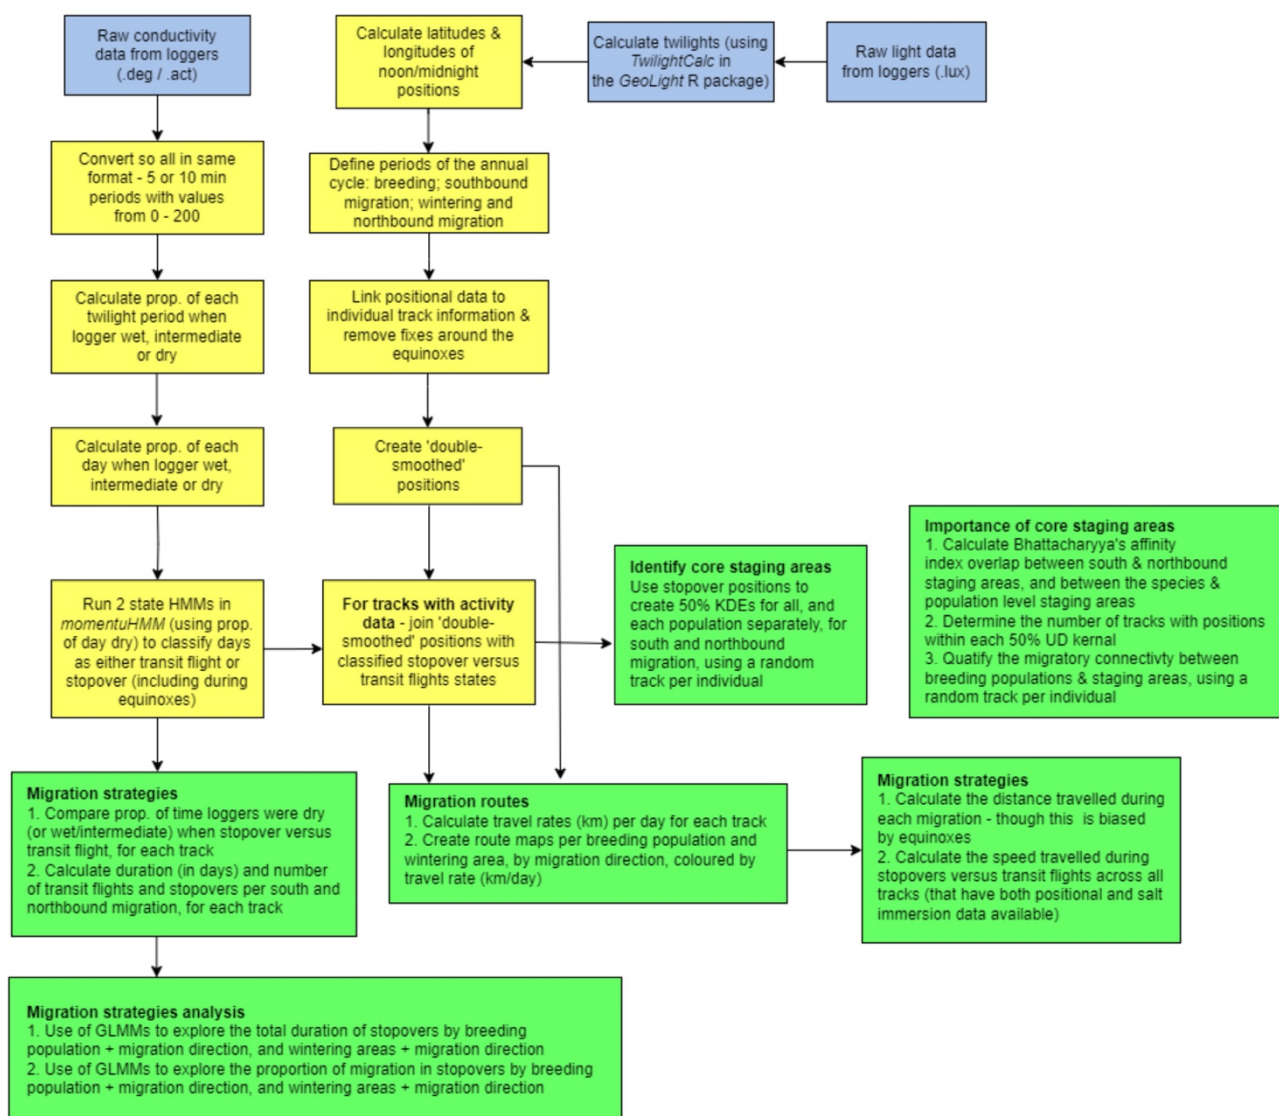 Raw conductivity
data from loggers
(.deg / .act)
Calculate latitudes &
longitudes of
noon/midnight
positions
Calculate twilights (using
TwilightCalc in
the GeoLight R package)
Raw light data
from loggers (.lux)
Convert so all in same
format - 5 or 10 min
periods with values
from 0 - 200
Define periods of the annual
cycle: breeding; southbound
migration; wintering and
northbound migration
Calculate prop. of each
twilight period when
logger wet, intermediate
or dry
Link positional data to
individual track information &
remove fixes around the
equinoxes
Calculate prop. of each
day when logger wet,
intermediate or dry
Create 'double-
smoothed'
positions
Run 2 state HMMs in
momentuHMM (using prop.
of day dry) to classify days
as either transit flight or
stopover (including during
equinoxes)
For tracks with activity
data - join 'double-
smoothed' positions with
classified stopover versus
transit flights states
Identify core staging areas
Use stopover positions to
create 50% KDEs for all, and
each population separately, for
south and northbound
migration, using a random
track per individual
Importance of core staging areas
1. Calculate Bhattacharyya's affinity
index overlap between south & northbound
staging areas, and between the species &
population level staging areas
2. Determine the number of tracks with positions
within each 50% UD kernal
3. Quatify the migratory connectivty between
breeding populations & staging areas, using a
random track per individual
Migration strategies
1. Compare prop. of time loggers were dry
(or wet/intermediate) when stopover versus
transit flight, for each track
2. Calculate duration (in days) and number
of transit flights and stopovers per south and
northbound migration, for each track
Migration routes
1. Calculate travel rates (km) per day for each track
2. Create route maps per breeding population and
wintering area, by migration direction, coloured by
travel rate (km/day)
Migration strategies
1. Calculate the distance travelled during
each migration - though this  is biased
by equinoxes
2. Calculate the speed travelled during
stopovers versus transit flights across all
tracks (that have both positional and salt
immersion data available)
Migration strategies analysis
1. Use of GLMMs to explore the total duration of stopovers by breeding
population + migration direction, and wintering areas + migration direction
2. Use of GLMMs to explore the proportion of migration in stopovers by breeding
population + migration direction, and wintering areas + migration direction